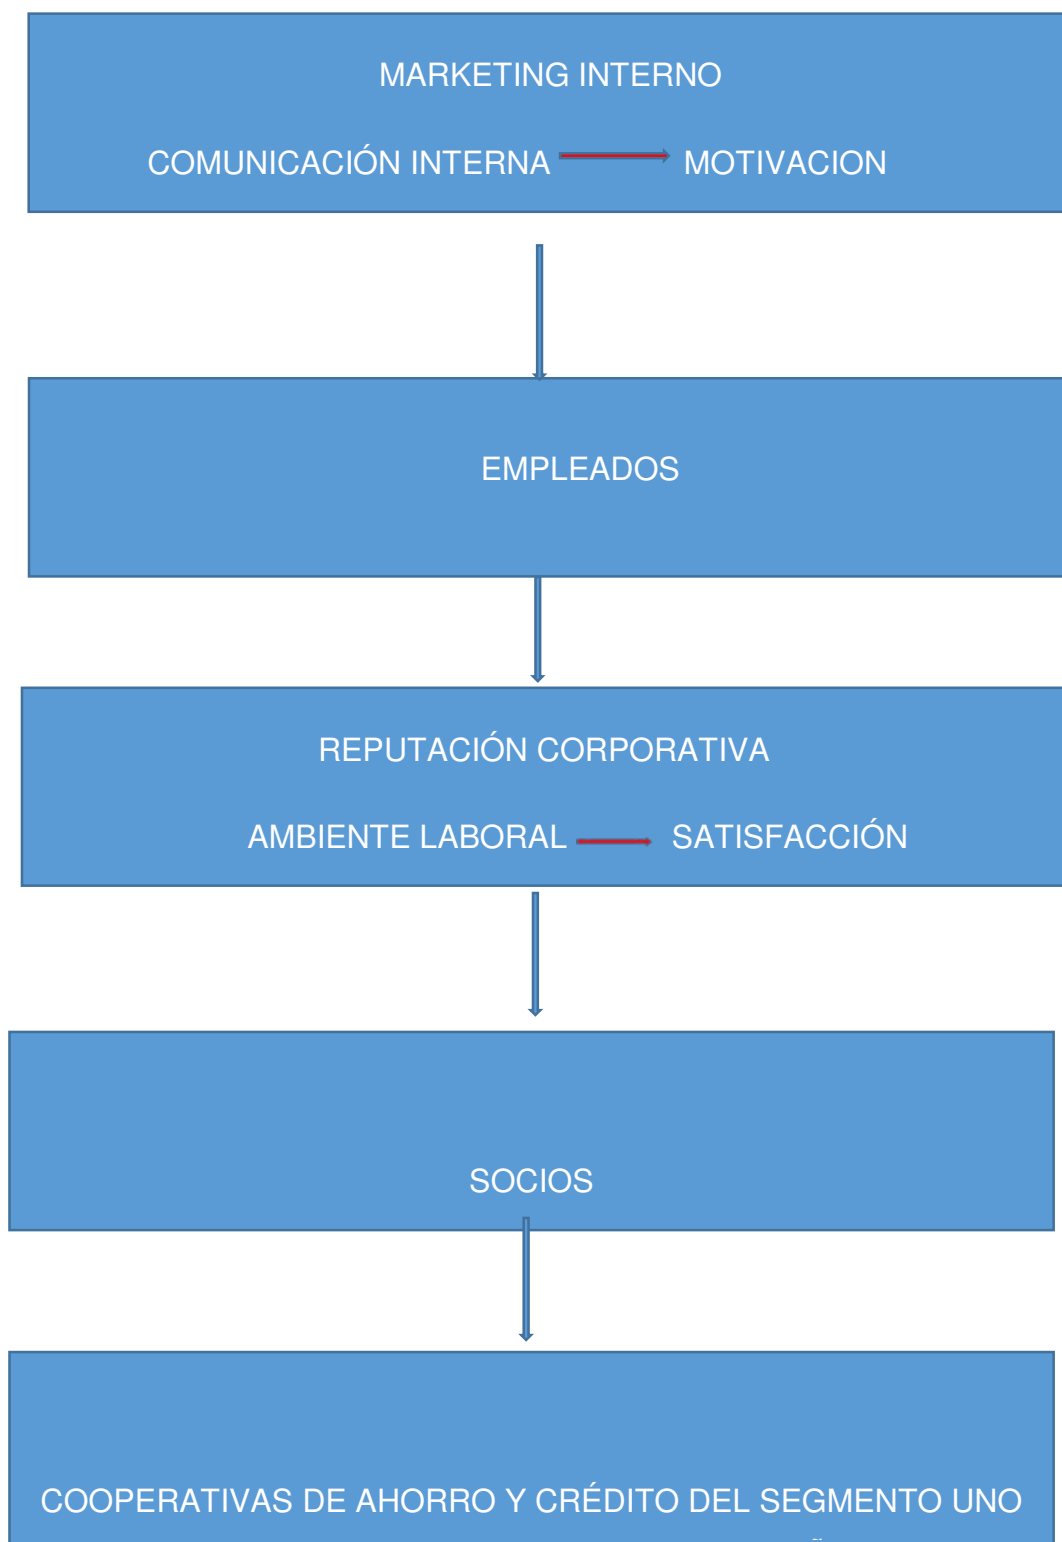 MARKETING INTERNO
COMUNICACIÓN INTERNA MOTIVACION
EMPLEADOS
REPUTACIÓN CORPORATIVA
AMBIENTE LABORAL SATISFACCIÓN
SOCIOS
COOPERATIVAS DE AHORRO Y CRÉDITO DEL SEGMENTO UNO